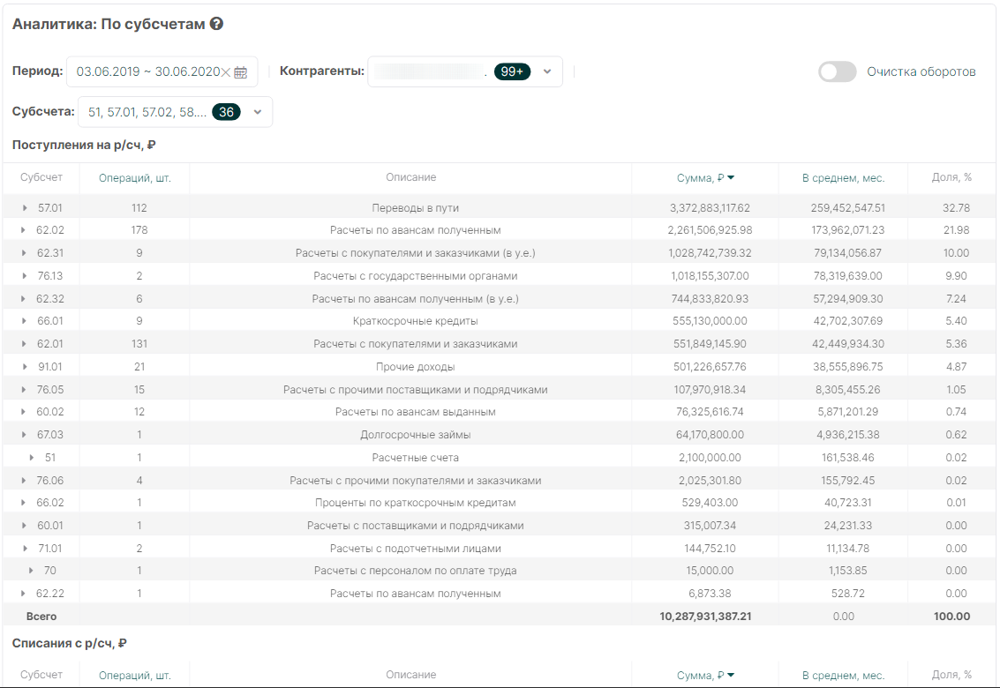 Аналитика: По субсчетам ?
Период: 03.06.2019 ~ 30.06.2020 Контрагенты: . 99+ Очистка оборотов
Субсчета: 51, 57.01, 57.02, 58.... 36
Поступления на р/сч, ₽
Субсчет Операций, шт. Описание Сумма, ₽ В среднем, мес. Доля, %
57.01 112 Переводы в пути 3,372,883,117.62 259,452,547.51 32.78
62.02 178 Расчеты по авансам полученным 2,261,506,925.98 173,962,071.23 21.98
62.31 9 Расчеты с покупателями и заказчиками (в у.е.) 1,028,742,739.32 79,134,056.87 10.00
76.13 2 Расчеты с государственными органами 1,018,155,307.00 78,319,639.00 9.90
62.32 6 Расчеты по авансам полученным (в у.е.) 744,833,820.93 57,294,909.30 7.24
66.01 9 Краткосрочные кредиты 555,130,000.00 42,702,307.69 5.40
62.01 131 Расчеты с покупателями и заказчиками 551,849,145.90 42,449,934.30 5.36
91.01 21 Прочие доходы 501,226,657.76 38,555,896.75 4.87
76.05 15 Расчеты с прочими поставщиками и подрядчиками 107,970,918.34 8,305,455.26 1.05
60.02 12 Расчеты по авансам выданным 76,325,616.74 5,871,201.29 0.74
67.03 1 Долгосрочные займы 64,170,800.00 4,936,215.38 0.62
51 1 Расчетные счета 2,100,000.00 161,538.46 0.02
76.06 4 Расчеты с прочими покупателями и заказчиками 2,025,301.80 155,792.45 0.02
66.02 1 Проценты по краткосрочным кредитам 529,403.00 40,723.31 0.01
60.01 1 Расчеты с поставщиками и подрядчиками 315,007.34 24,231.33 0.00
71.01 2 Расчеты с подотчетными лицами 144,752.10 11,134.78 0.00
70 1 Расчеты с персоналом по оплате труда 15,000.00 1,153.85 0.00
62.22 1 Расчеты по авансам полученным 6,873.38 528.72 0.00
Всего 10,287,931,387.21 0.00 100.00
Списания с р/сч, ₽
Субсчет Операций, шт. Описание Сумма, ₽ В среднем, мес. Доля, %